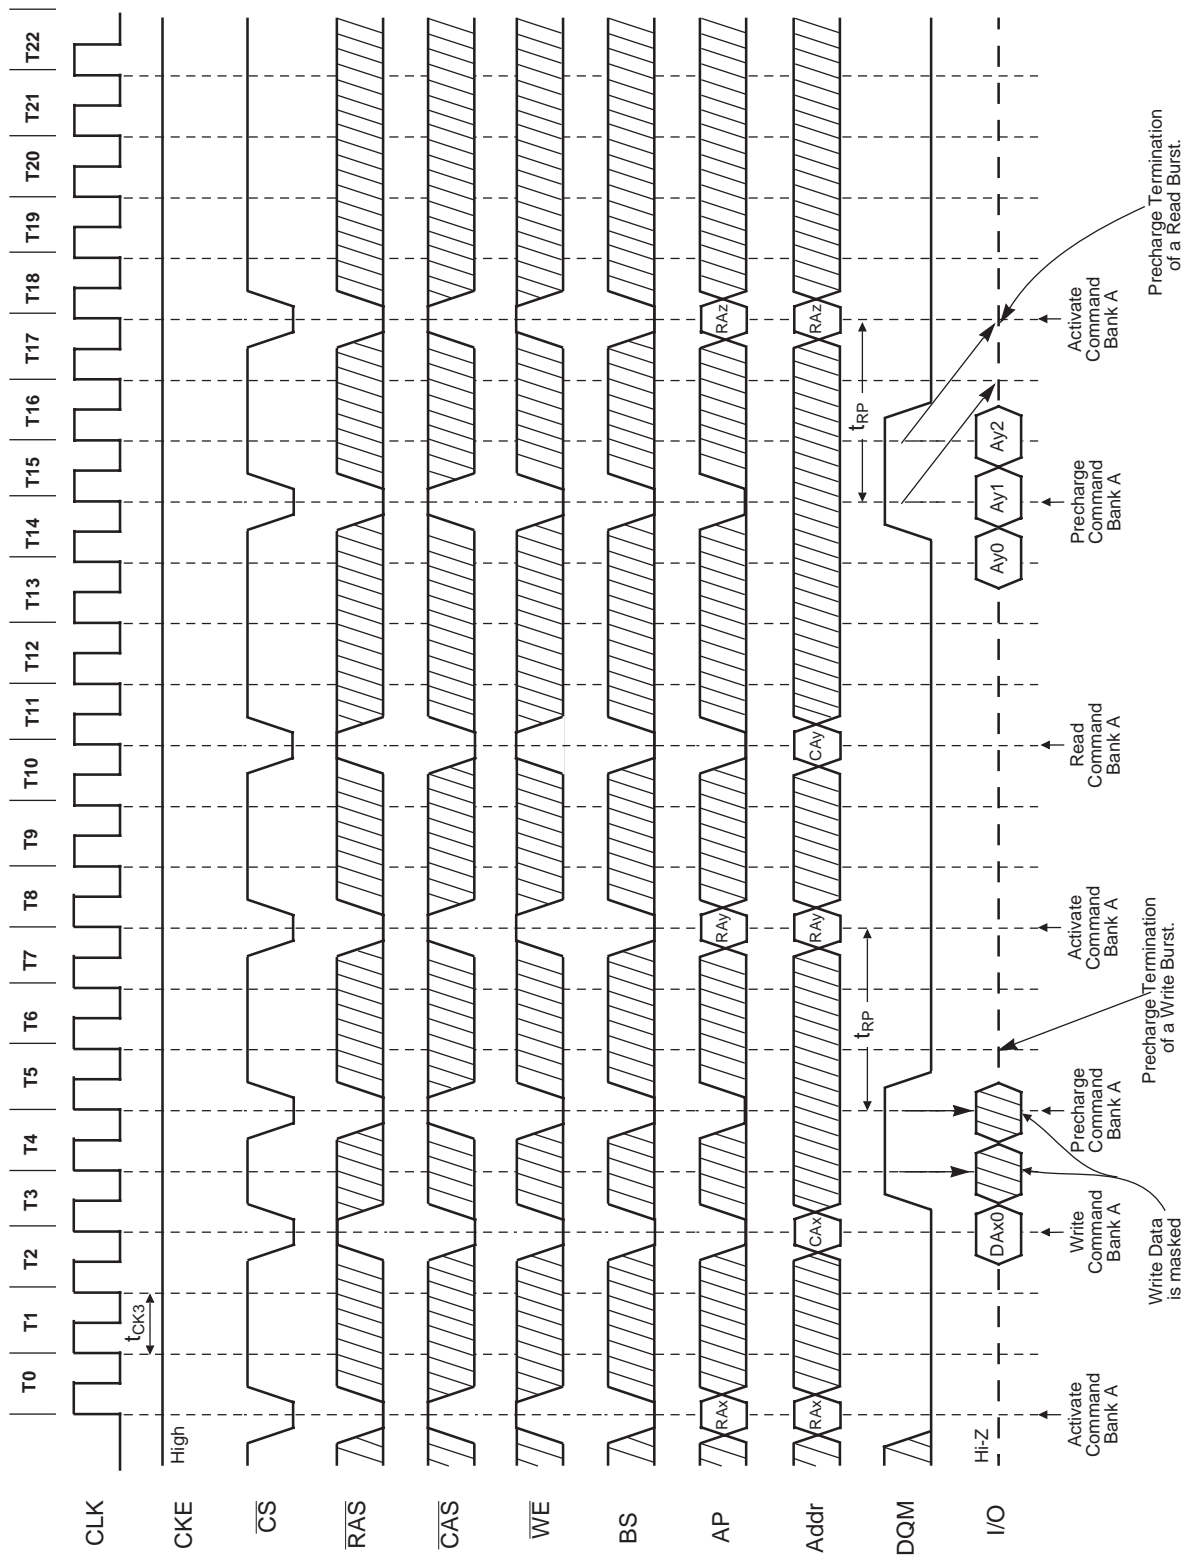 T0 T1 T2 T3 T4 T5 T6 T7 T8 T9 T10 T11 T12 T13 T14 T15 T16 T17 T18 T19 T20 T21 T22
CLK
tCK3
CKE
High
CS
RAS
CAS
WE
BS
AP
RAx
RAy
RAz
Addr
RAx
CAx
RAy
CAy
RAz
tRP
tRP
DQM
I/O
Hi-Z
DAx0
Ay0
Ay1
Ay2
Activate
Command
Bank A
Write
Command
Bank A
Precharge
Command
Bank A
Activate
Command
Bank A
Read
Command
Bank A
Precharge
Command
Bank A
Activate
Command
Bank A
Write Data
is masked
Precharge Termination
of a Write Burst.
Precharge Termination
of a Read Burst.